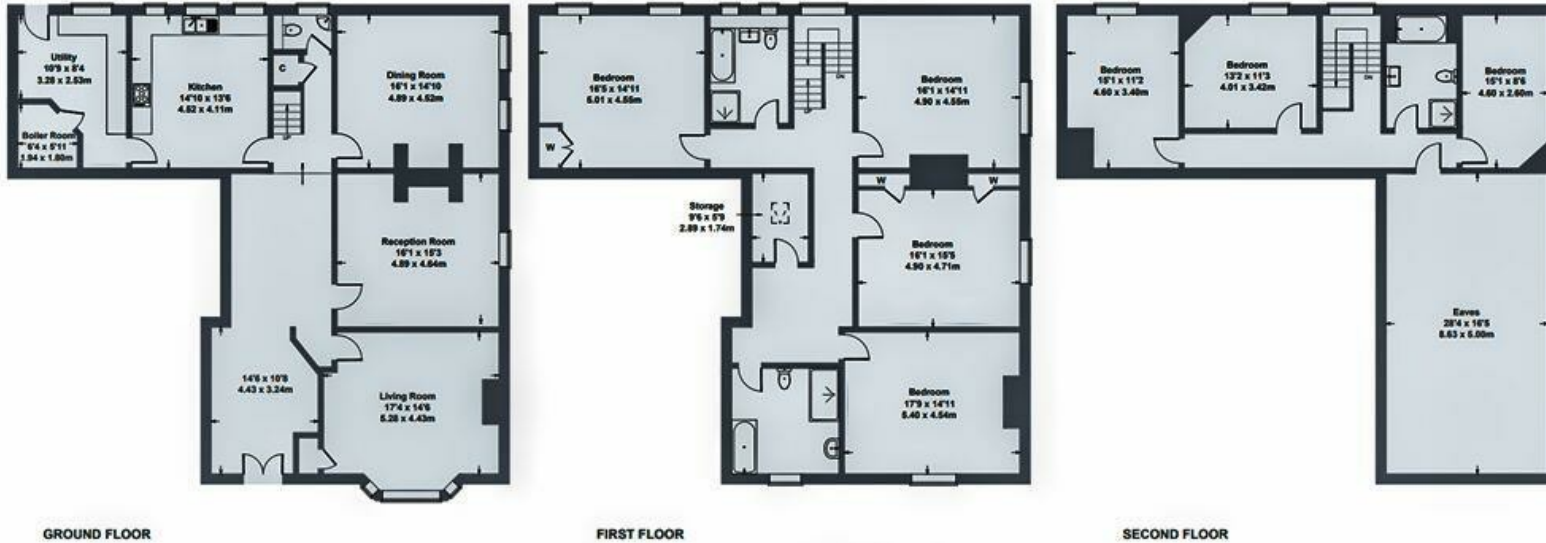 Utility
10'9 x 8'4
3.28 x 2.53m
Kitchen
14'10 x 13'6
4.52 x 4.11m
Boiler Room
6'4 x 5'11
1.94 x 1.80m
C
UP
Dining Room
16'1 x 14'10
4.89 x 4.52m
Reception Room
16'1 x 15'3
4.89 x 4.64m
14'6 x 10'8
4.43 x 3.24m
Living Room
17'4 x 14'6
5.28 x 4.43m
GROUND FLOOR
Bedroom
16'5 x 14'11
5.01 x 4.55m
W
DN
Bedroom
16'1 x 14'11
4.90 x 4.55m
W
W
Storage
9'6 x 5'9
2.89 x 1.74m
Bedroom
16'1 x 15'5
4.90 x 4.71m
Bedroom
17'9 x 14'11
5.40 x 4.54m
FIRST FLOOR
Bedroom
15'1 x 11'2
4.60 x 3.40m
Bedroom
13'2 x 11'3
4.01 x 3.42m
DN
Bedroom
15'1 x 8'6
4.60 x 2.60m
Eaves
28'4 x 16'5
8.63 x 5.00m
SECOND FLOOR